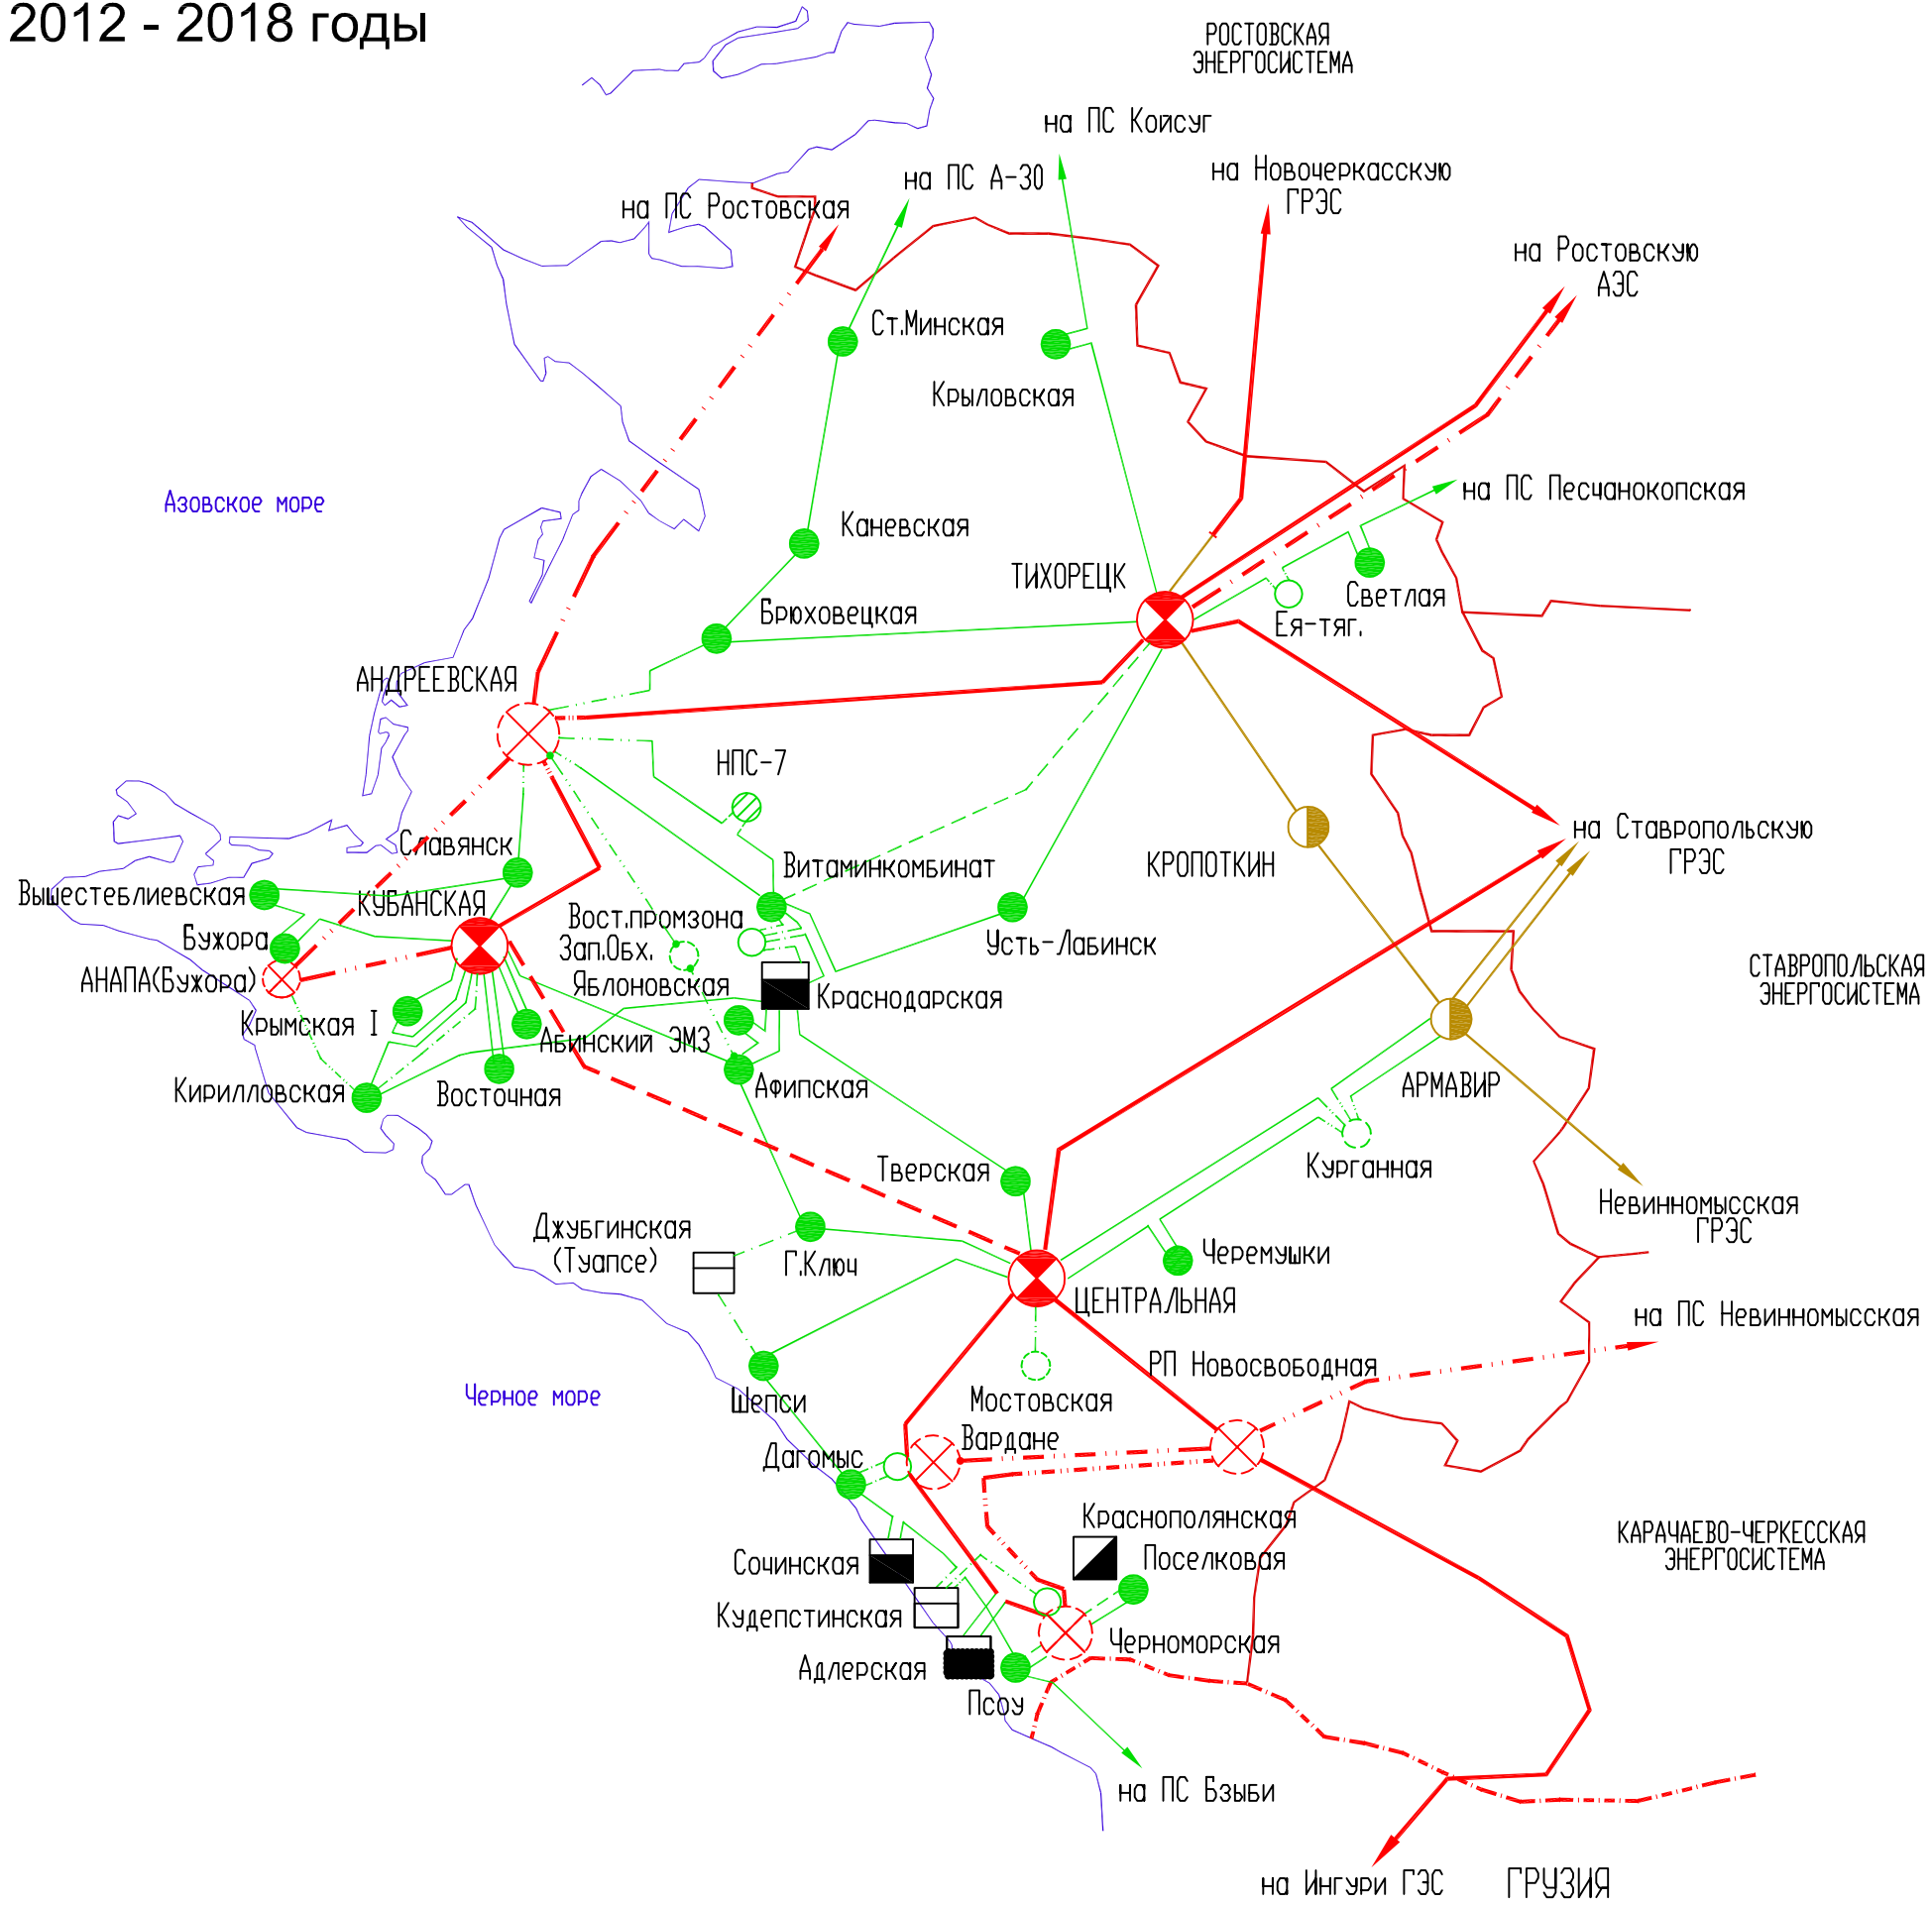 2012 - 2018 годы
РОСТОВСКАЯ
ЭНЕРГОСИСТЕМА
на ПС Койсуг
на Новочеркасскую
ГРЭС
на ПС А-30
на ПС Ростовская
на Ростовскую
АЭС
Ст.Минская
Крыловская
на ПС Песчанокопская
Азовское море
Каневская
ТИХОРЕЦК
Светлая
Ея-тяг.
Брюховецкая
АНДРЕЕВСКАЯ
НПС-7
на Ставропольскую
ГРЭС
Славянск
Витаминкомбинат
КРОПОТКИН
Вышестеблиевская
КУБАНСКАЯ
Вост.промзона
Бужора
Зап.Обх.
Усть-Лабинск
АНАПА(Бужора)
Яблоновская
Краснодарская
СТАВРОПОЛЬСКАЯ
ЭНЕРГОСИСТЕМА
Крымская I
Абинский ЭМЗ
Кирилловская
Восточная
Афипская
АРМАВИР
Тверская
Курганная
Невинномысская
ГРЭС
Джубгинская
(Туапсе)
Г.Ключ
Черемушки
ЦЕНТРАЛЬНАЯ
на ПС Невинномысская
РП Новосвободная
Черное море
Шепси
Мостовская
Вардане
Дагомыс
Краснополянская
Поселковая
КАРАЧАЕВО-ЧЕРКЕССКАЯ
ЭНЕРГОСИСТЕМА
Сочинская
Кудепстинская
Черноморская
Адлерская
Псоу
на ПС Бзыби
на Ингури ГЭС
ГРУЗИЯ